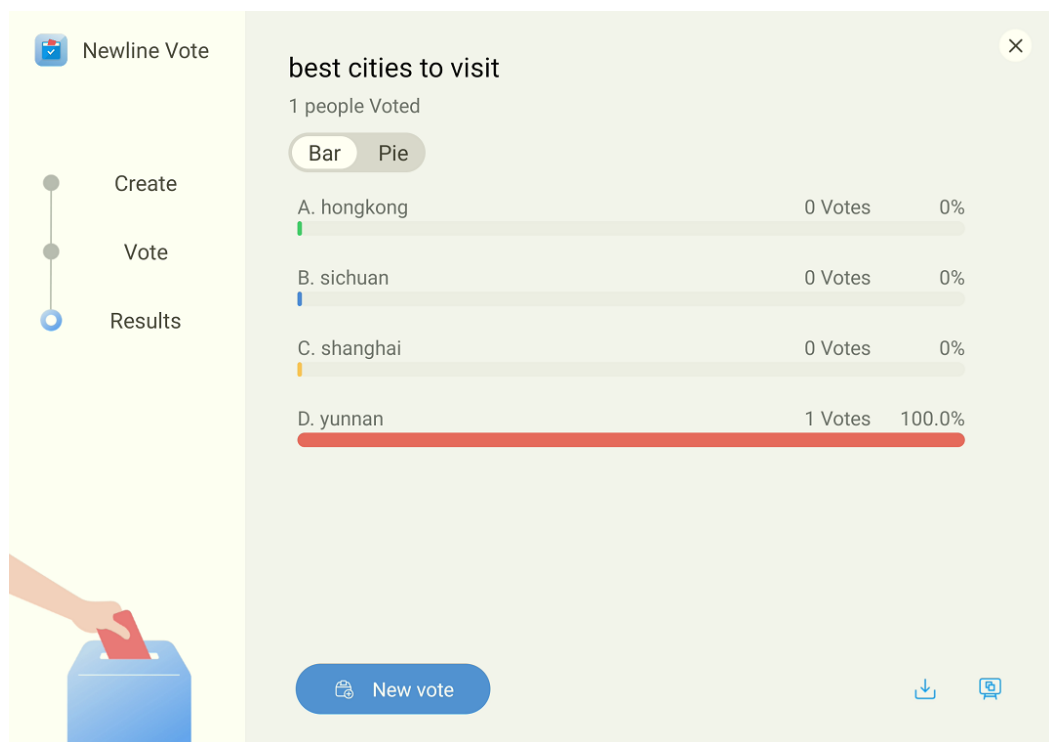 Newline Vote
Create
Vote
Results
best cities to visit
1 people Voted
Bar Pie
A. hongkong 0 Votes 0%
B. sichuan 0 Votes 0%
C. shanghai 0 Votes 0%
D. yunnan 1 Votes 100.0%
New vote